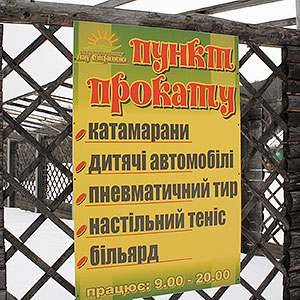 пункт
прокату
катамарани
дитячі автомобілі
пневматичний тир
настільний теніс
більярд
працює: 9.00 - 20.00